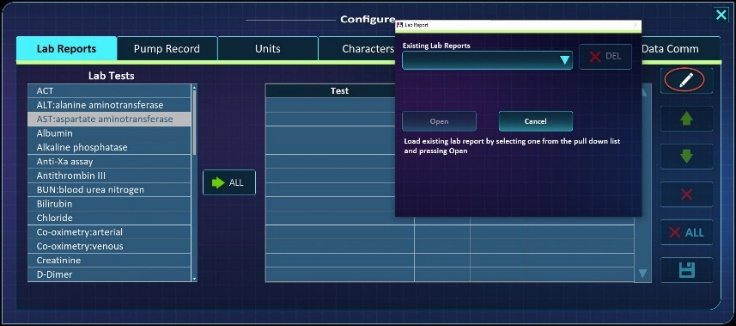 Configure
Lab Report
Lab Reports
Pump Record
Units
Characters
Data Comm
Existing Lab Reports
DEL
Open
Cancel
Load existing lab report by selecting one from the pull down list
and pressing Open
Lab Tests
ACT
ALT:alanine aminotransferase
AST:aspartate aminotransferase
Albumin
Alkaline phosphatase
Anti-Xa assay
Antithrombin III
BUN:blood urea nitrogen
Bilirubin
Chloride
Co-oximetry:arterial
Co-oximetry:venous
Creatinine
D-Dimer
ALL
Test
ALL